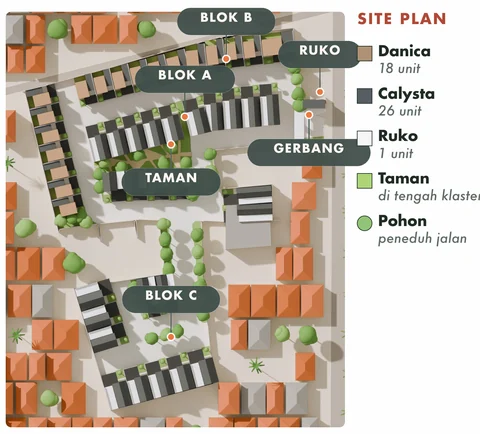 BLOK B
RUKO
BLOK A
GERBANG
TAMAN
BLOK C
SITE PLAN
Danica
18 unit
Calysta
26 unit
Ruko
1 unit
Taman
di tengah klaster
Pohon
peneduh jalan